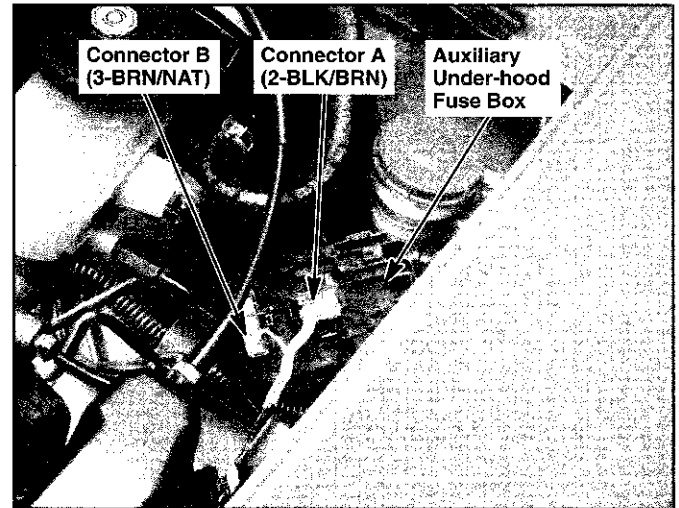 Connector B
(3-BRN/NAT)
Connector A
(2-BLK/BRN)
Auxiliary
Under-hood
Fuse Box